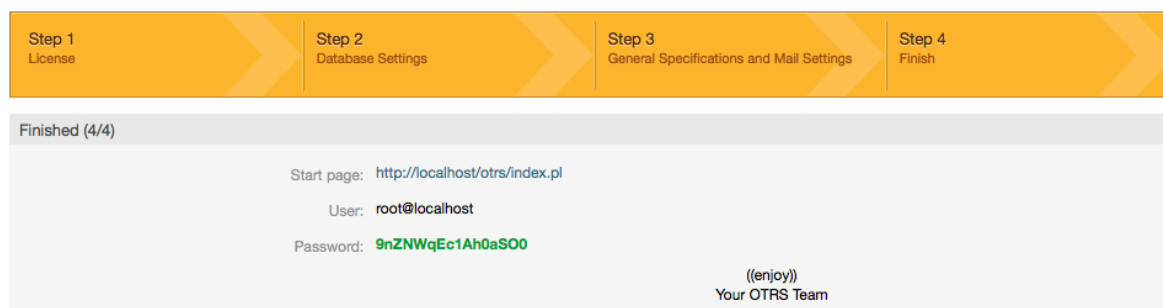 Step 1
License
Step 2
Database Settings
Step 3
General Specifications and Mail Settings
Step 4
Finish
Finished (4/4)
Start page: http://localhost/otrs/index.pl
User: root@localhost
Password: 9nZNWqEc1Ah0aSO0
((enjoy))
Your OTRS Team